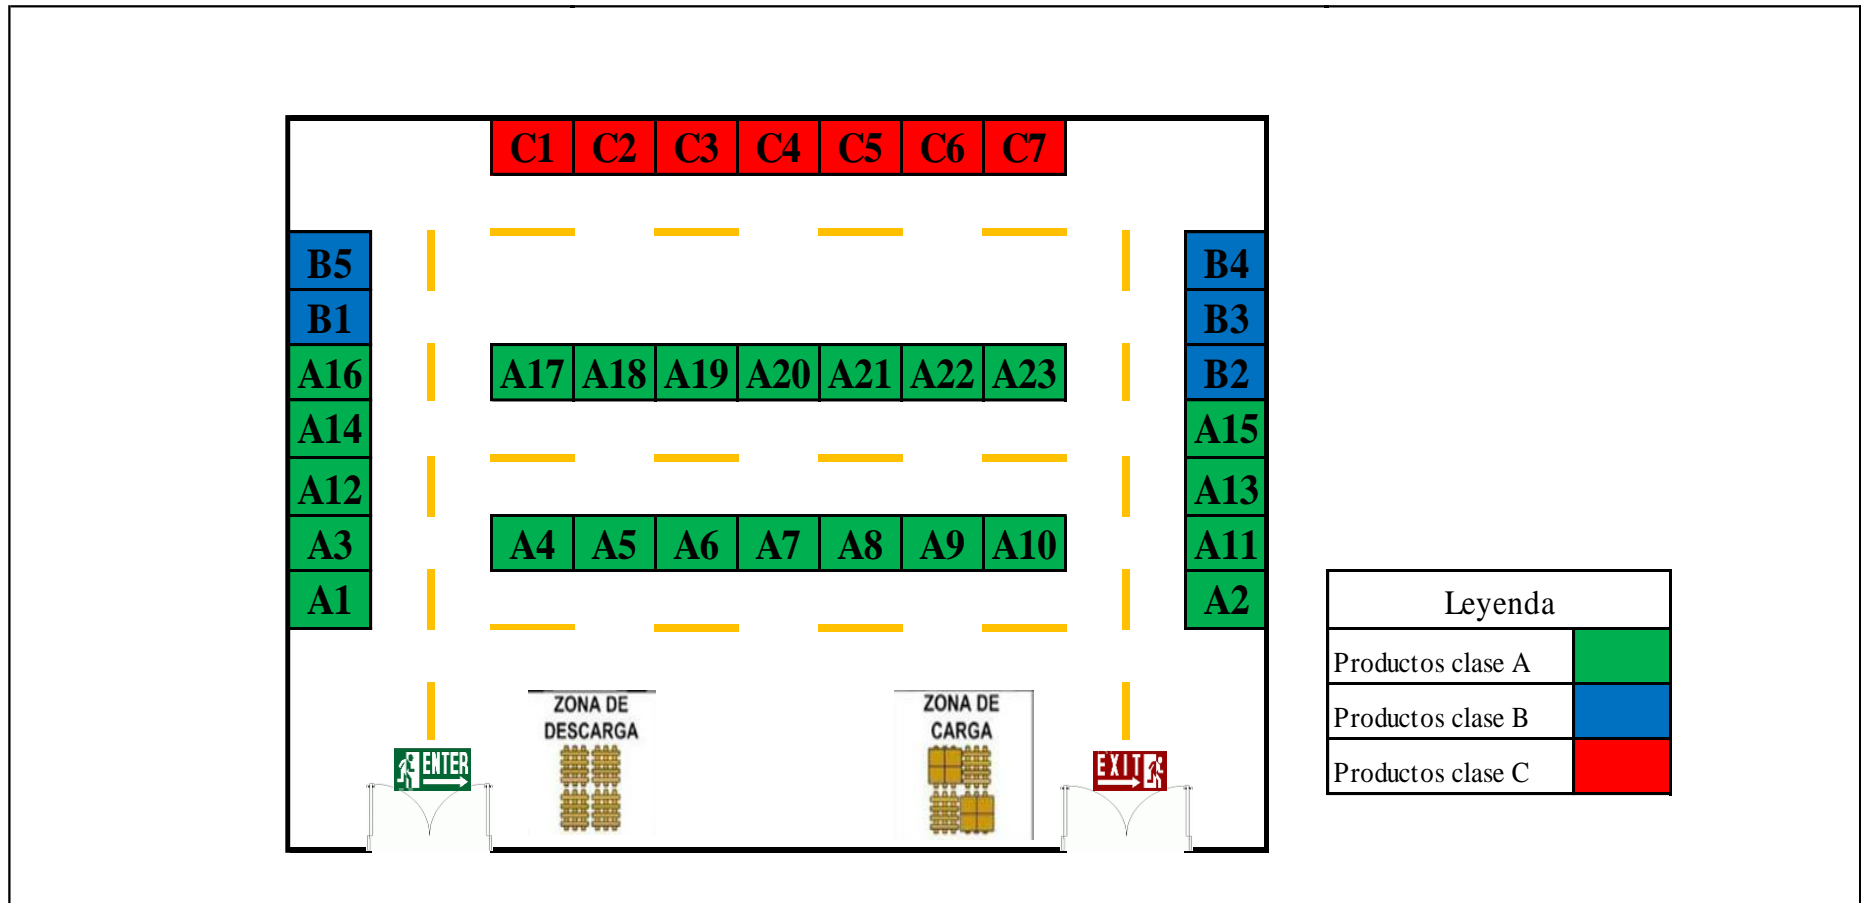 C1 C2 C3 C4 C5 C6 C7
B5 B4
B1 B3
A16 A17 A18 A19 A20 A21 A22 A23 B2
A14 A15
A12 A13
A3 A4 A5 A6 A7 A8 A9 A10 A11
A1 A2
Leyenda
Productos clase A
Productos clase B
Productos clase C
ZONA DE
DESCARGA
ZONA DE
CARGA
ENTER
EXIT